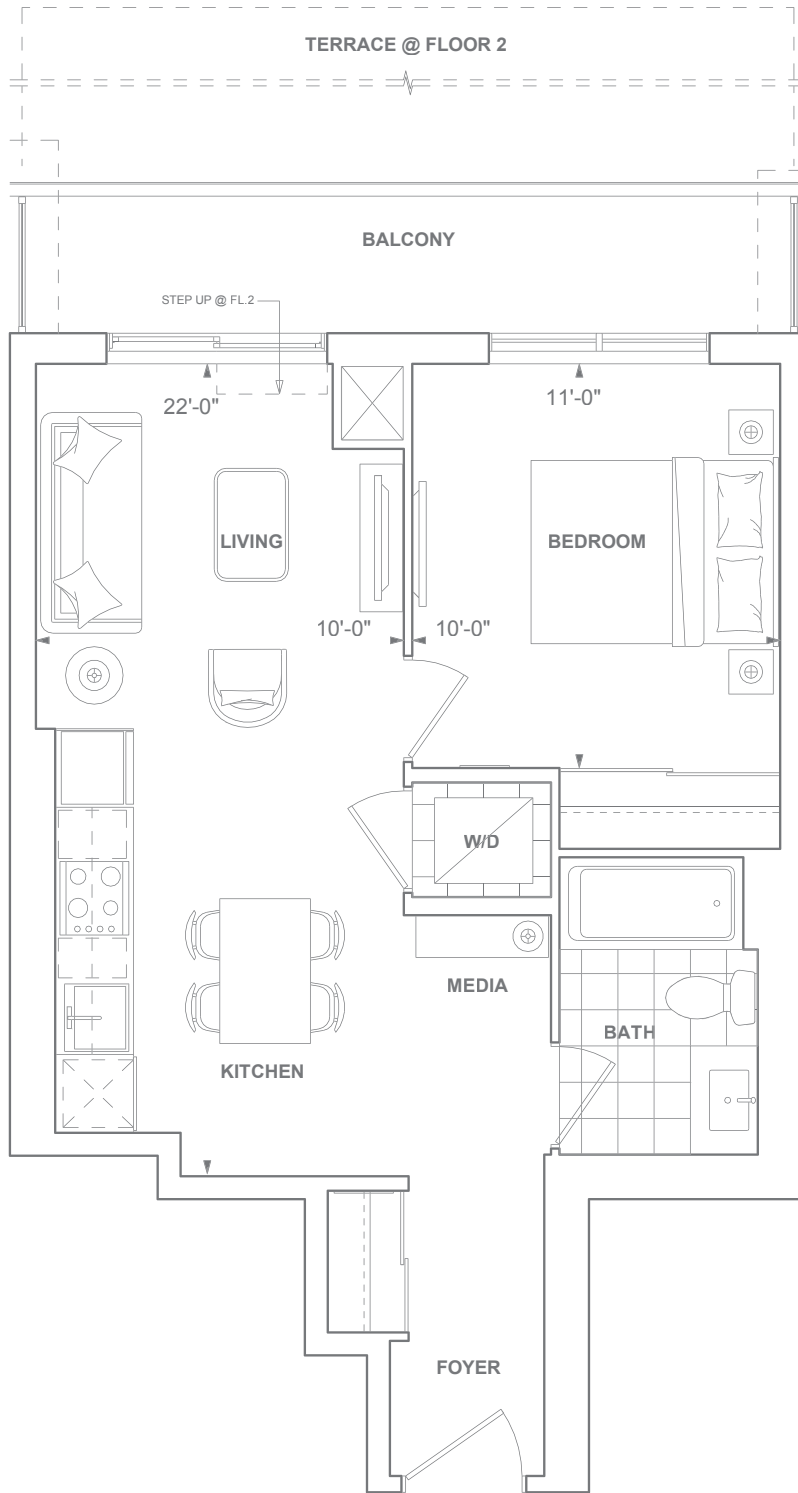 TERRACE @ FLOOR 2
BALCONY
STEP UP @ FL.2
22'-0"
11'-0"
LIVING
BEDROOM
10'-0"
10'-0"
W/D
MEDIA
BATH
KITCHEN
FOYER